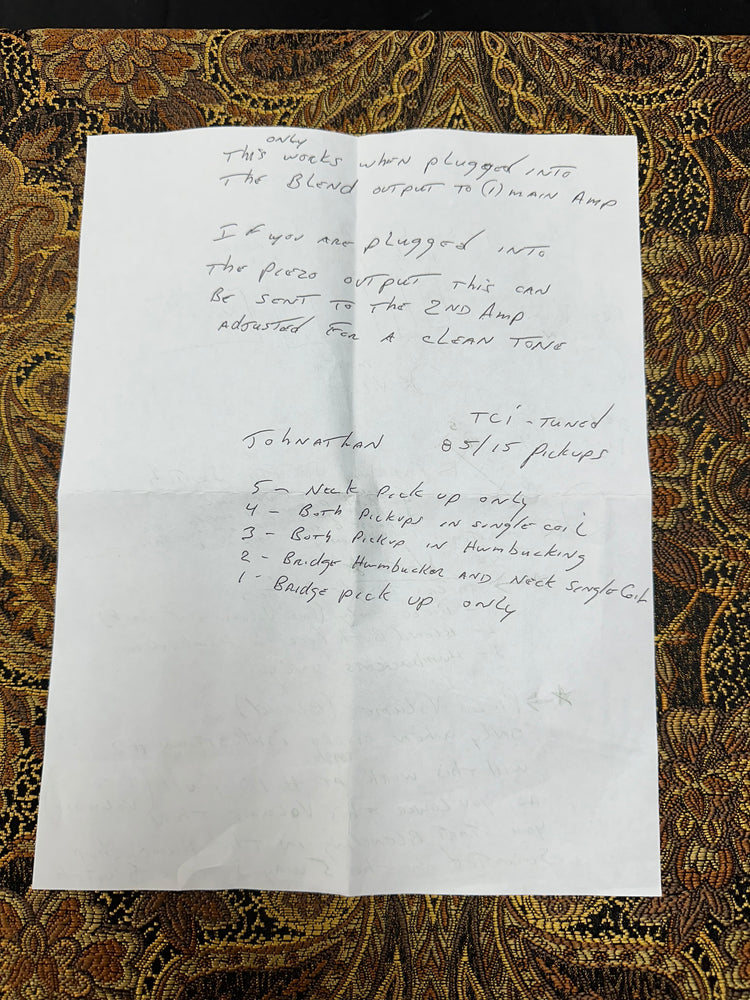 only
This works when plugged into
The Blend output to (1) main Amp
If you are plugged into
The Piezo output this can
Be sent to the 2nd Amp
adjusted for a clean tone
TCi-Tuned
Johnathan 85/15 pickups
5 - Neck pick up only
4 - Both Pickups in single coil
3 - Both Pickup in Humbucking
2 - Bridge Humbucker and Neck single coil
1 - Bridge pick up only